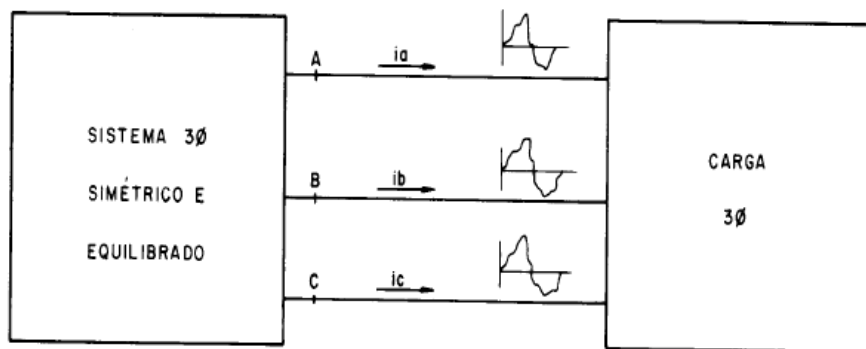 SISTEMA 3Ø
SIMÉTRICO E
EQUILIBRADO
A
ia
B
ib
C
ic
CARGA
3Ø